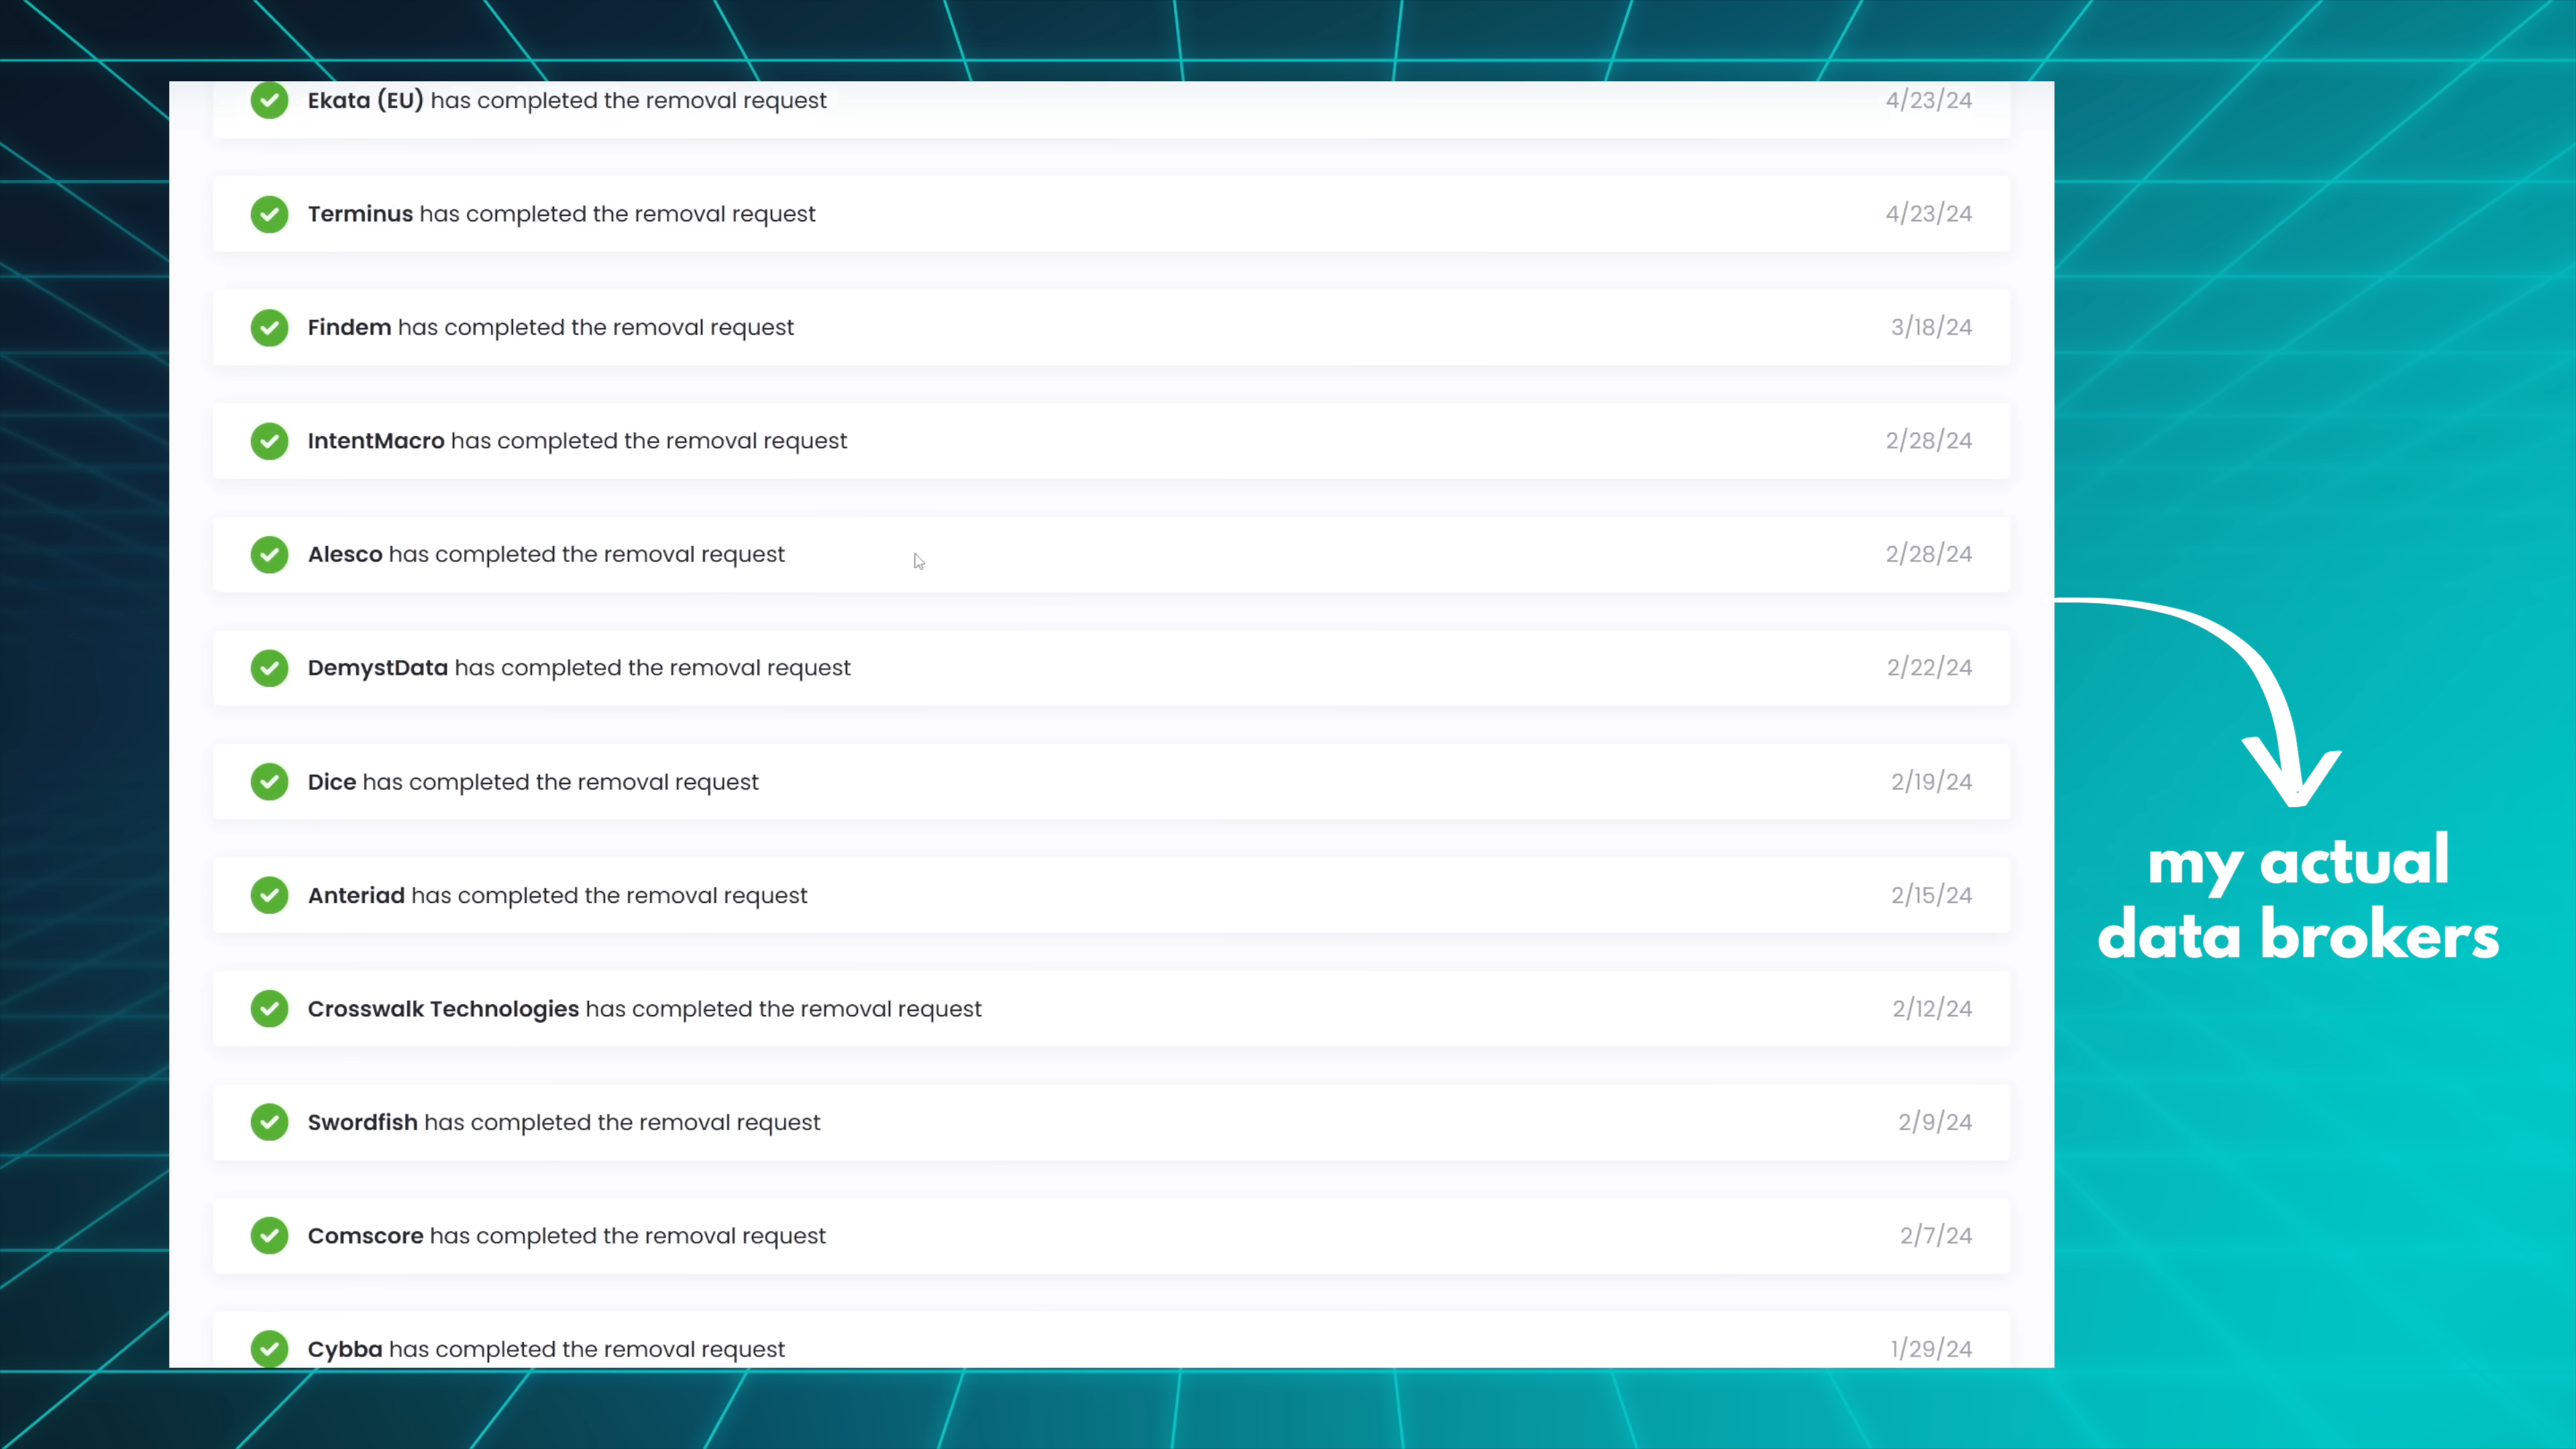 Ekata (EU) has completed the removal request 4/23/24
Terminus has completed the removal request 4/23/24
Findem has completed the removal request 3/18/24
IntentMacro has completed the removal request 2/28/24
Alesco has completed the removal request 2/28/24
DemystData has completed the removal request 2/22/24
Dice has completed the removal request 2/19/24
Anteriad has completed the removal request 2/15/24
Crosswalk Technologies has completed the removal request 2/12/24
Swordfish has completed the removal request 2/9/24
Comscore has completed the removal request 2/7/24
Cybba has completed the removal request 1/29/24
my actual
data brokers